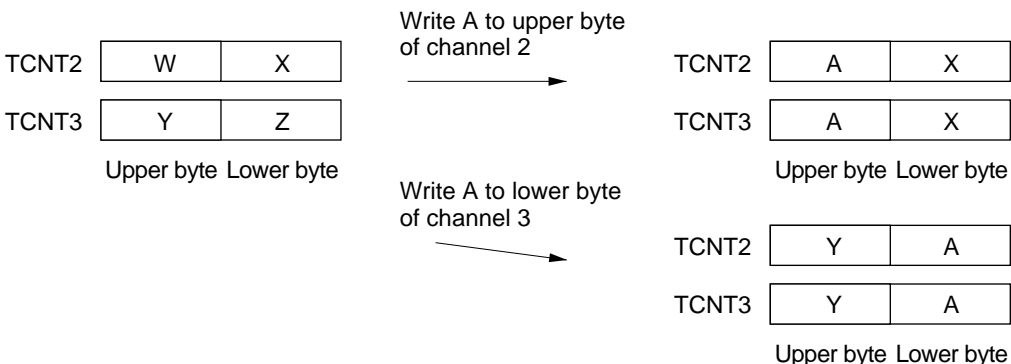 Write A to upper byte
of channel 2
TCNT2 W X
TCNT3 Y Z
Upper byte Lower byte
TCNT2 A X
TCNT3 A X
Upper byte Lower byte
Write A to lower byte
of channel 3
TCNT2 Y A
TCNT3 Y A
Upper byte Lower byte